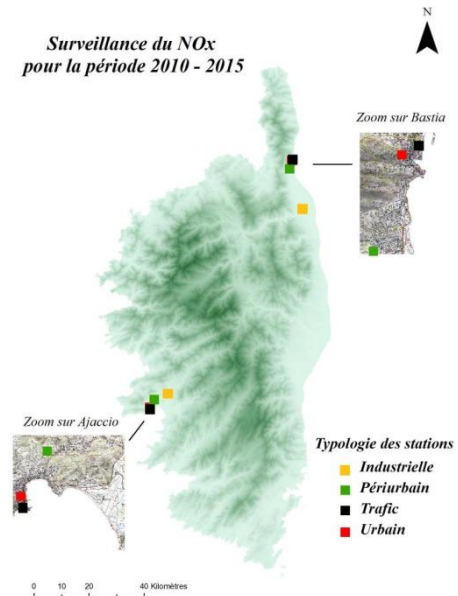 Surveillance du NOx
pour la période 2010 - 2015
N
Zoom sur Bastia
Zoom sur Ajaccio
Typologie des stations
Industrielle
Périurbain
Trafic
Urbain
0 10 20 40 Kilomètres